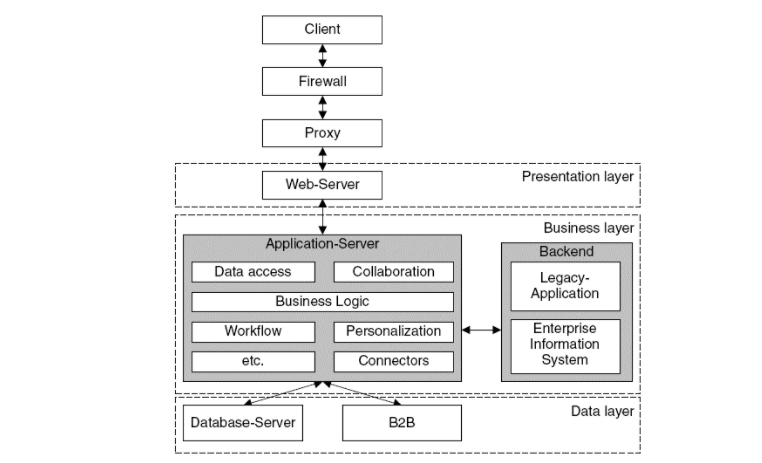 Client
Firewall
Proxy
Web-Server
Presentation layer
Business layer
Application-Server
Backend
Data access
Collaboration
Legacy-
Application
Business Logic
Workflow
Personalization
Enterprise
Information
System
etc.
Connectors
Data layer
Database-Server
B2B